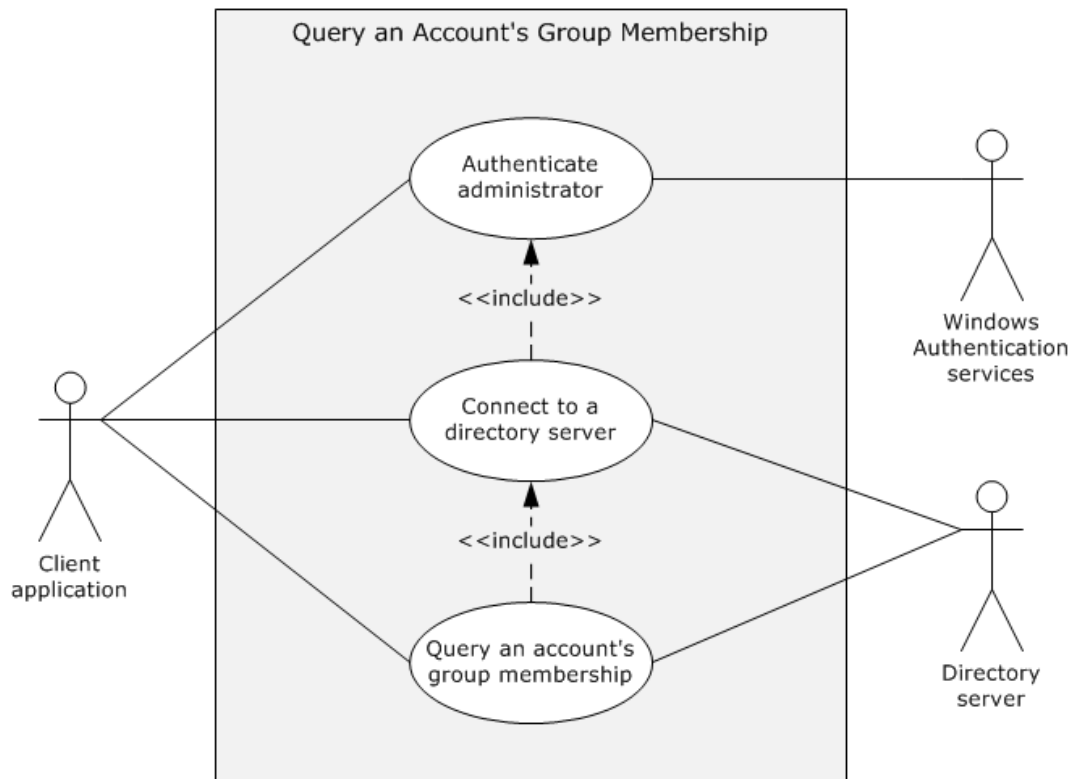 Query an Account's Group Membership
Authenticate
administrator
<<include>>
Windows
Authentication
services
Connect to a
directory server
<<include>>
Client
application
Query an account's
group membership
Directory
server